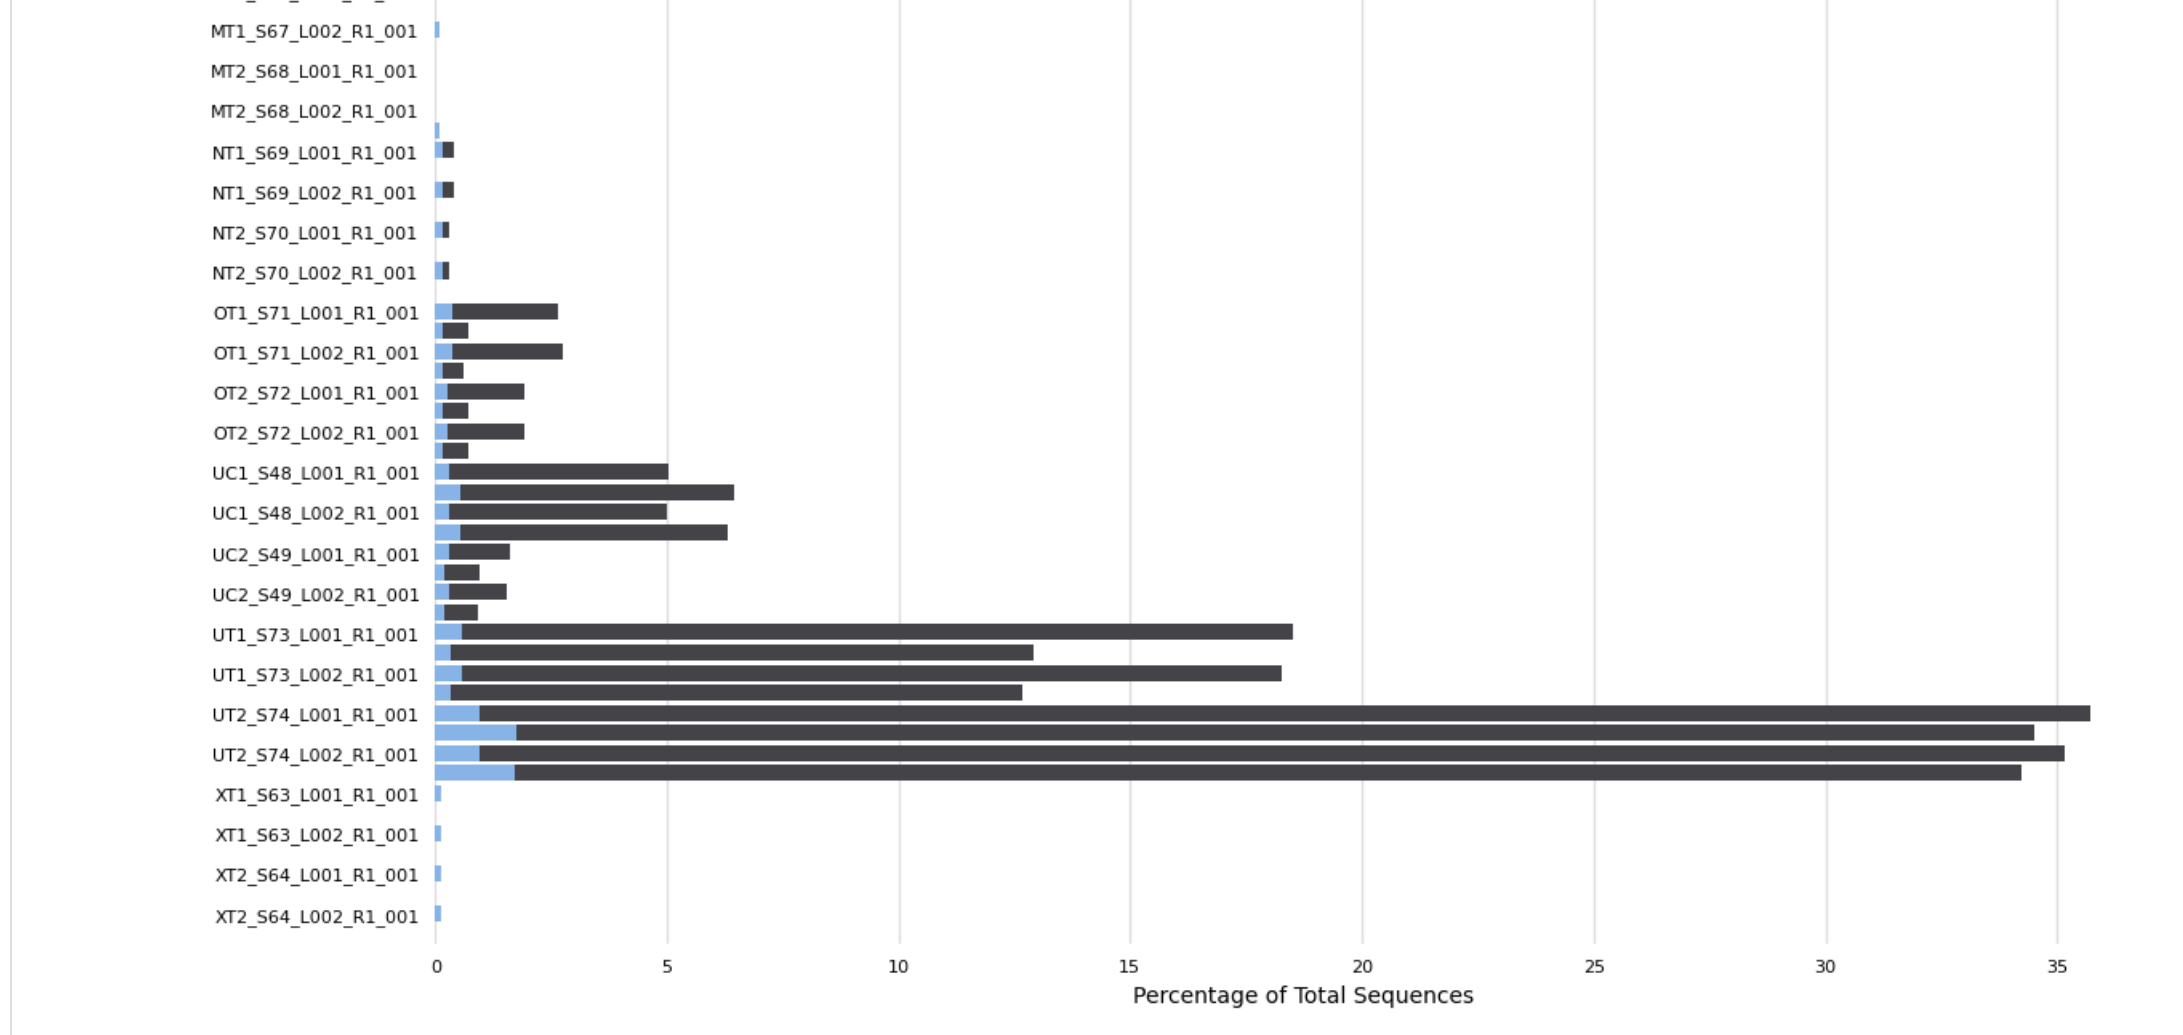 MT1_S67_L002_R1_001
MT2_S68_L001_R1_001
MT2_S68_L002_R1_001
NT1_S69_L001_R1_001
NT1_S69_L002_R1_001
NT2_S70_L001_R1_001
NT2_S70_L002_R1_001
OT1_S71_L001_R1_001
OT1_S71_L002_R1_001
OT2_S72_L001_R1_001
OT2_S72_L002_R1_001
UC1_S48_L001_R1_001
UC1_S48_L002_R1_001
UC2_S49_L001_R1_001
UC2_S49_L002_R1_001
UT1_S73_L001_R1_001
UT1_S73_L002_R1_001
UT2_S74_L001_R1_001
UT2_S74_L002_R1_001
XT1_S63_L001_R1_001
XT1_S63_L002_R1_001
XT2_S64_L001_R1_001
XT2_S64_L002_R1_001
0 5 10 15 20 25 30 35
Percentage of Total Sequences